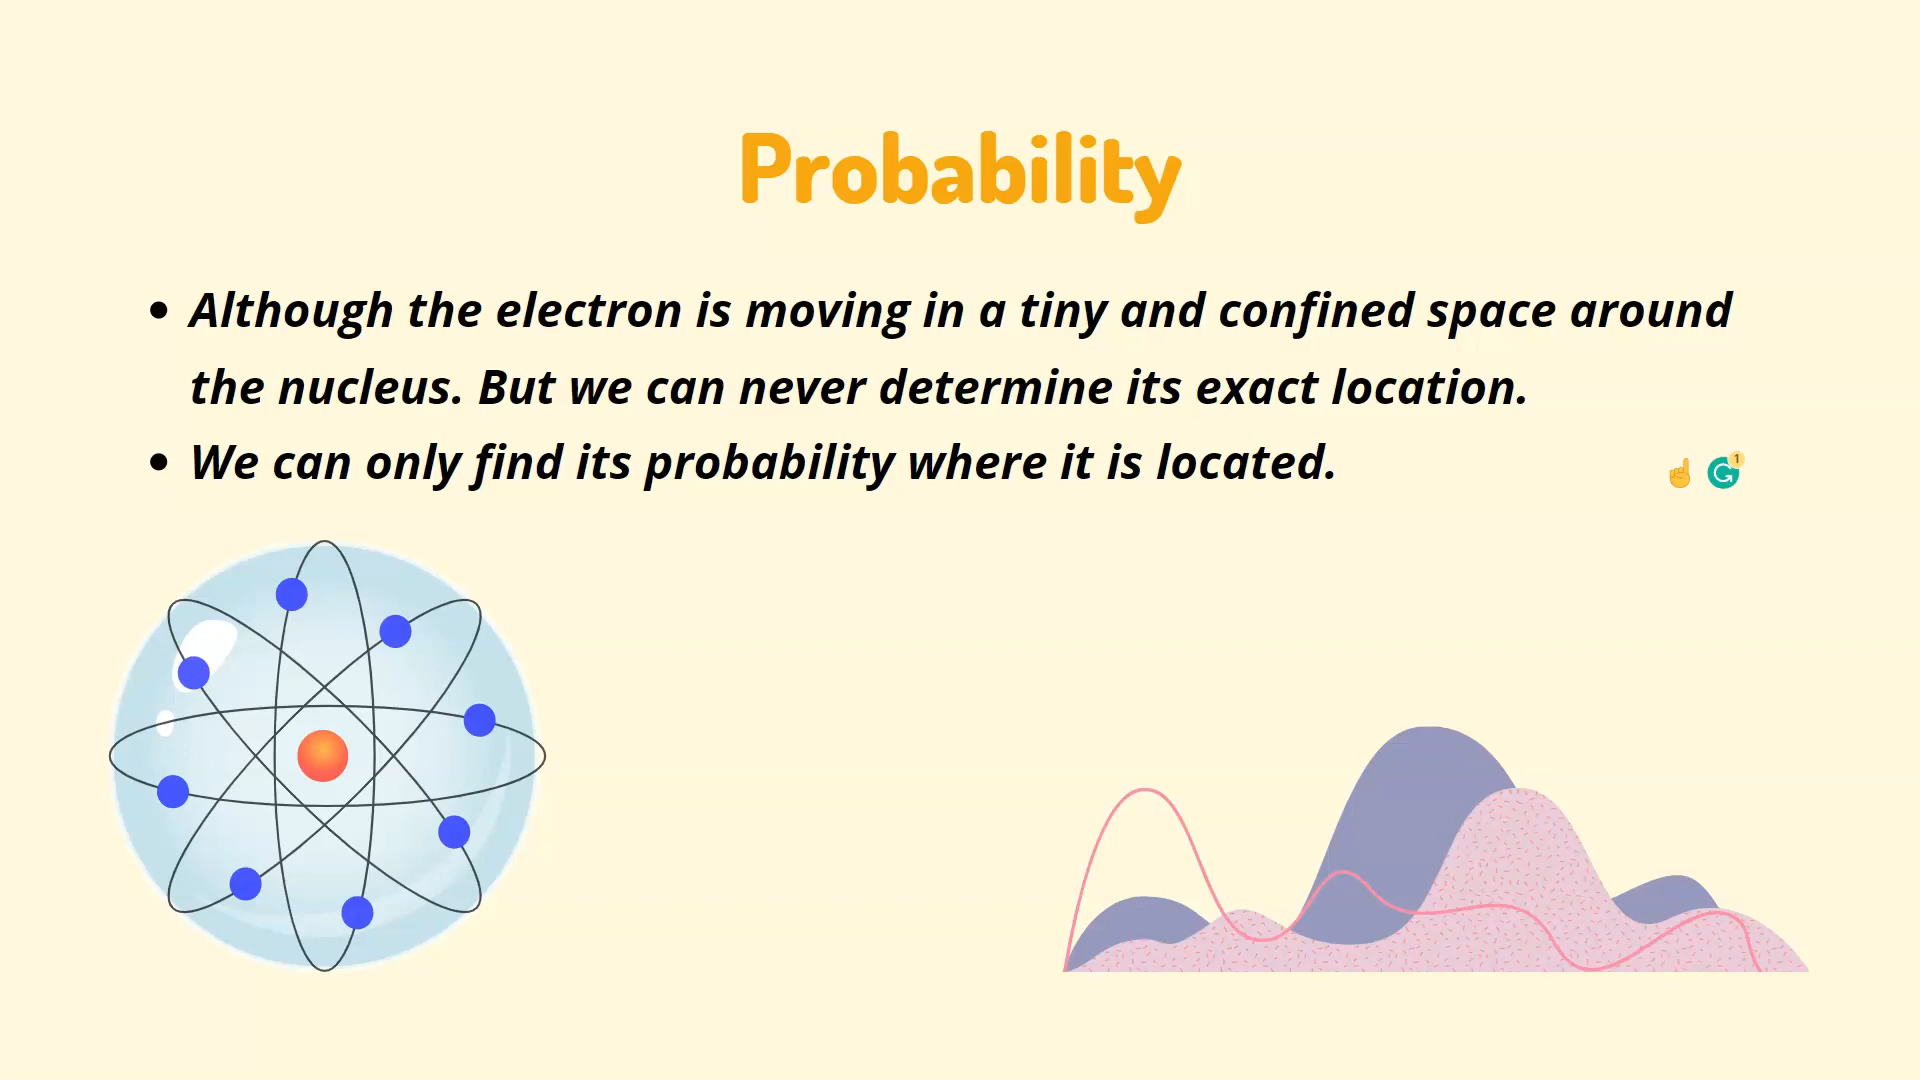 Probability
• Although the electron is moving in a tiny and confined space around
the nucleus. But we can never determine its exact location.
• We can only find its probability where it is located.
1